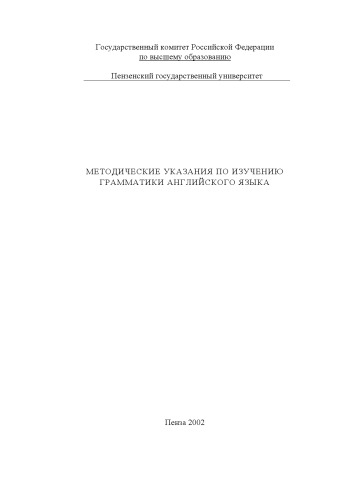 Государственный комитет Российской Федерации
по высшему образованию
Пензенский государственный университет
МЕТОДИЧЕСКИЕ УКАЗАНИЯ ПО ИЗУЧЕНИЮ
ГРАММАТИКИ АНГЛИЙСКОГО ЯЗЫКА
Пенза 2002